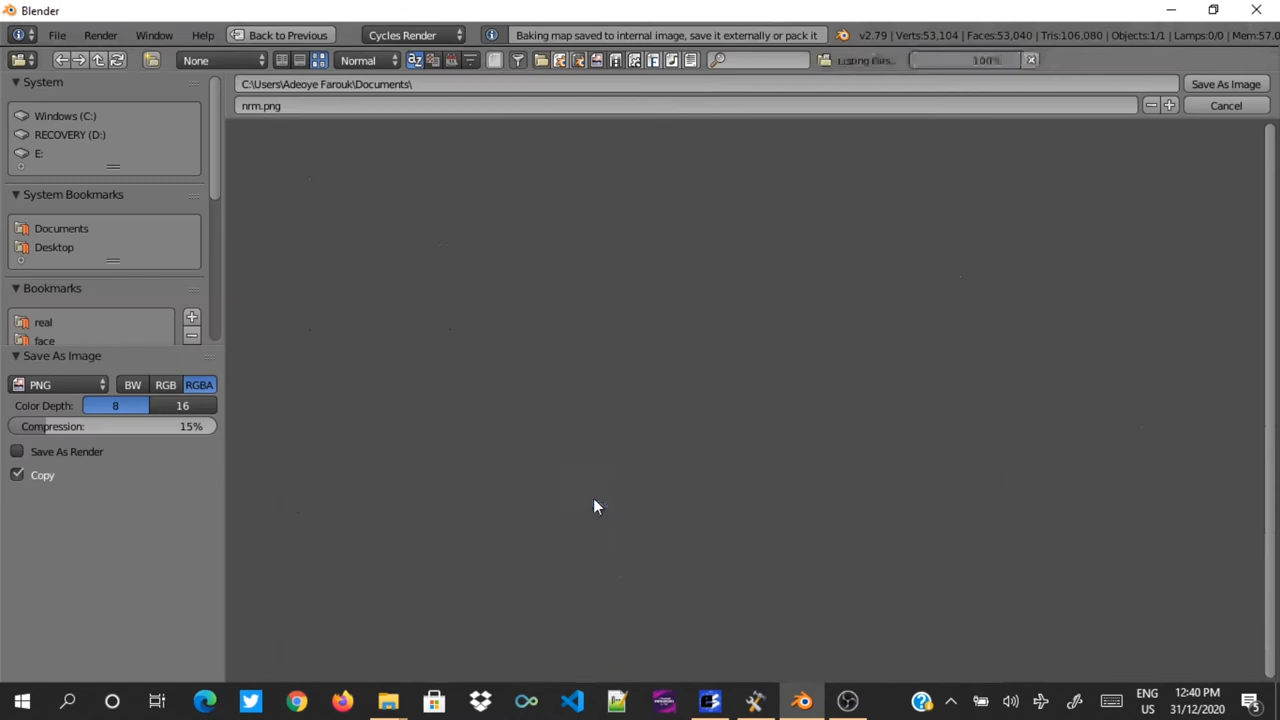 Blender
File Render Window Help Back to Previous Cycles Render Baking map saved to internal image, save it externally or pack it v2.79 | Verts:53,104 | Faces:53,040 | Tris:106,080 | Objects:1/1 | Lamps:0/0 | Mem:57.0
None Normal 100%
System C:\Users\Adeoye Farouk\Documents\ Save As Image
nrm.png Cancel
Windows (C:)
RECOVERY (D:)
E:
System Bookmarks
Documents
Desktop
Bookmarks
real
face
Save As Image
PNG BW RGB RGBA
Color Depth: 8 16
Compression: 15%
Save As Render
Copy
ENG 12:40 PM
US 31/12/2020 5